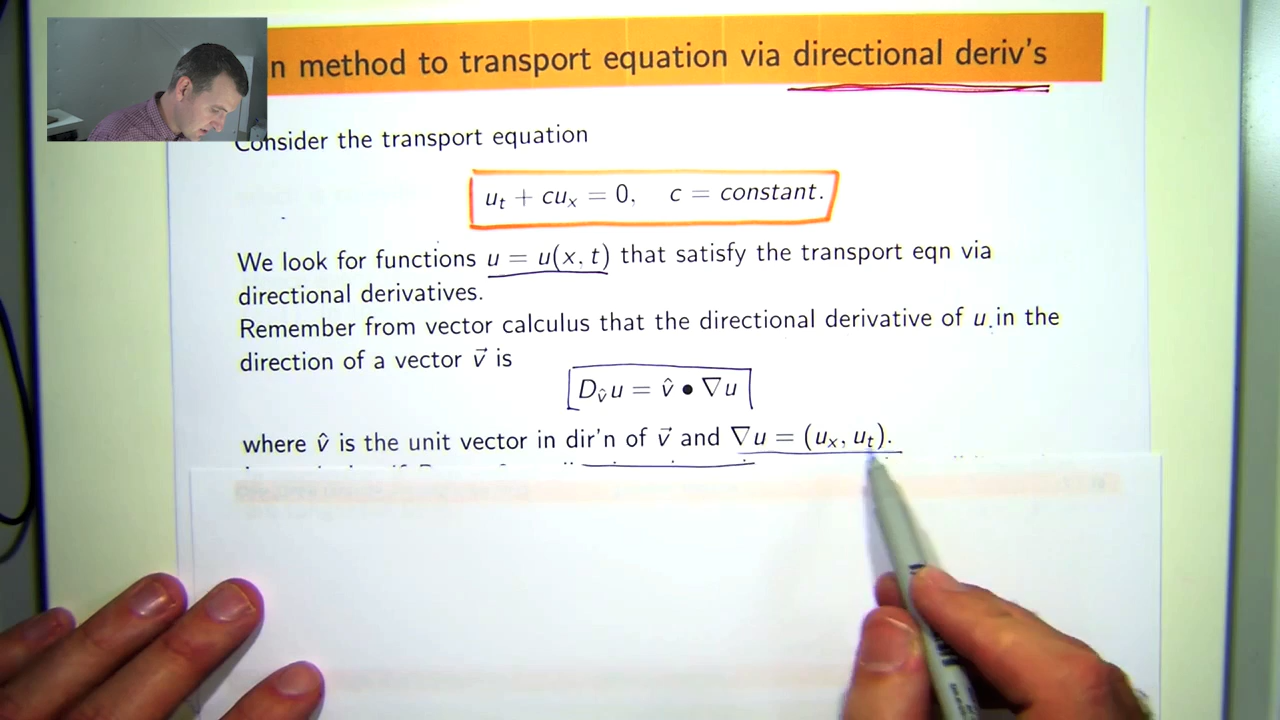 n method to transport equation via directional deriv's
Consider the transport equation
u_t + cu_x = 0, c = constant.
We look for functions u = u(x, t) that satisfy the transport eqn via
directional derivatives.
Remember from vector calculus that the directional derivative of u in the
direction of a vector v⃗ is
D_v̂ u = v̂ • ∇u
where v̂ is the unit vector in dir'n of v⃗ and ∇u = (u_x, u_t).